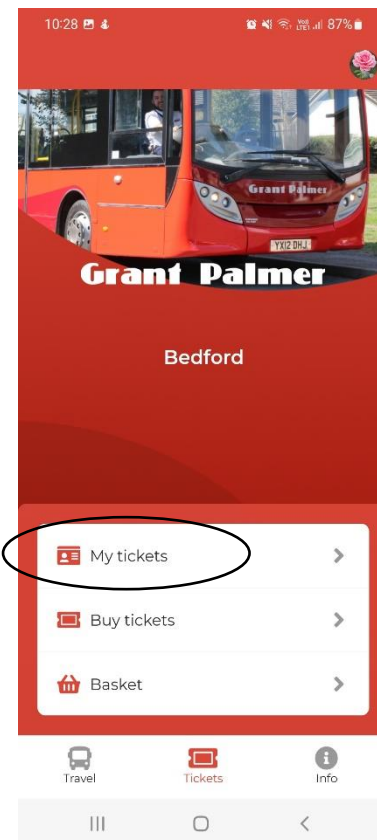 10:28 87%
Grant Palmer
YX12 DHJ
Grant Palmer
Bedford
My tickets
Buy tickets
Basket
Travel Tickets Info